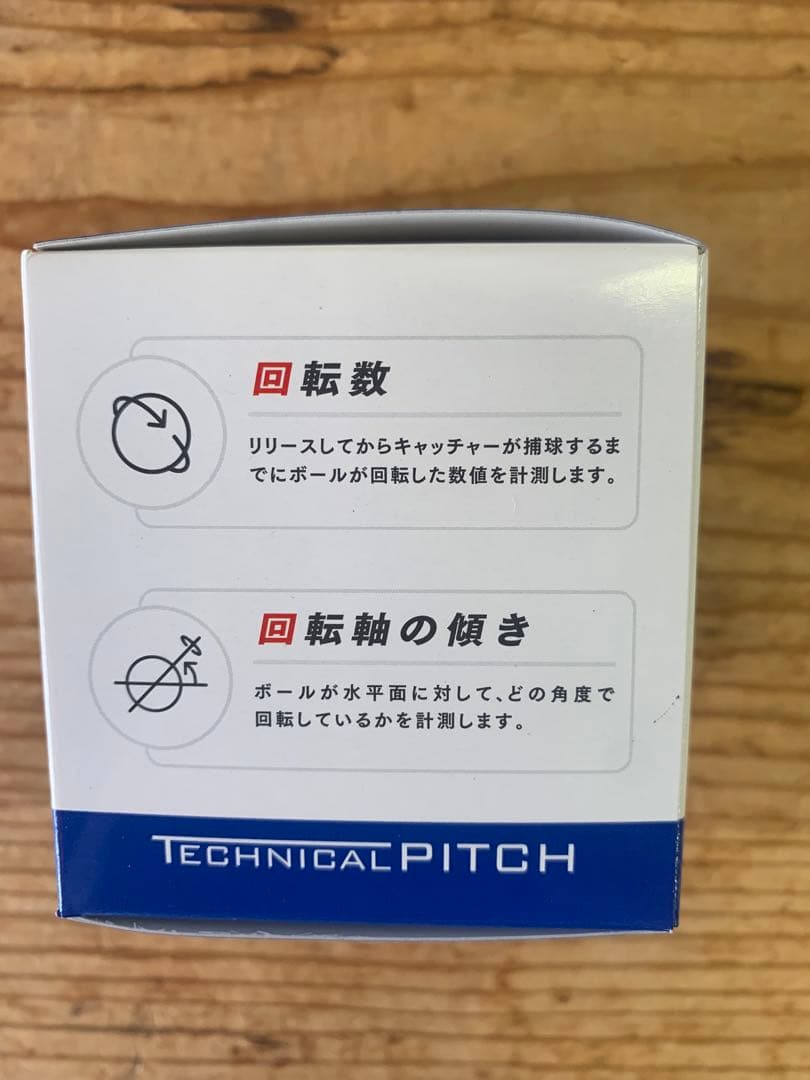 回転数
リリースしてからキャッチャーが捕球するま
でにボールが回転した数値を計測します。
回転軸の傾き
ボールが水平面に対して、どの角度で
回転しているかを計測します。
TECHNICAL PITCH